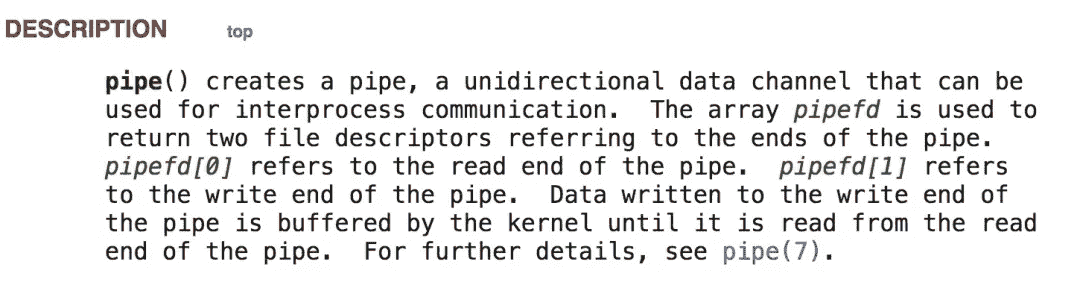 DESCRIPTION top
pipe() creates a pipe, a unidirectional data channel that can be
used for interprocess communication.  The array pipefd is used to
return two file descriptors referring to the ends of the pipe.
pipefd[0] refers to the read end of the pipe.  pipefd[1] refers
to the write end of the pipe.  Data written to the write end of
the pipe is buffered by the kernel until it is read from the read
end of the pipe.  For further details, see pipe(7).